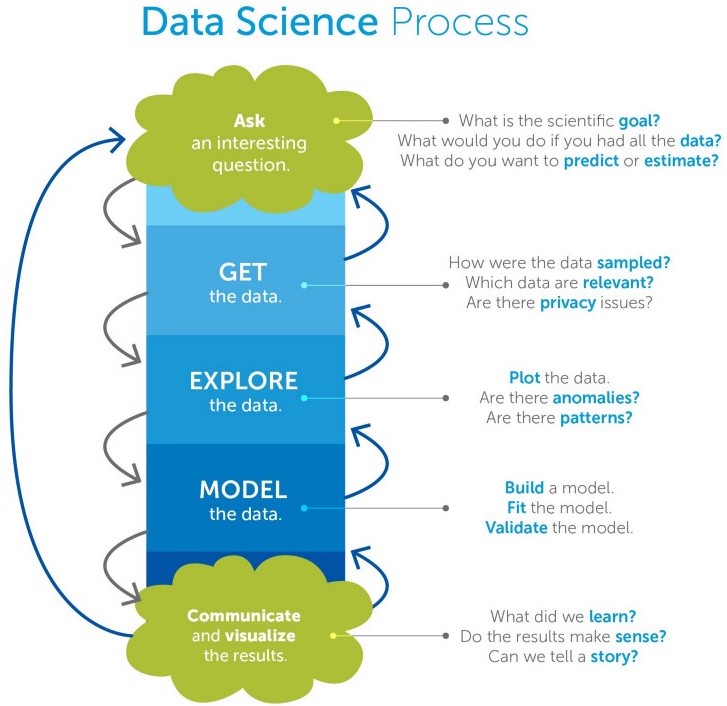 Data Science Process
Ask
an interesting
question.
What is the scientific goal?
What would you do if you had all the data?
What do you want to predict or estimate?
GET
the data.
How were the data sampled?
Which data are relevant?
Are there privacy issues?
EXPLORE
the data.
Plot the data.
Are there anomalies?
Are there patterns?
MODEL
the data.
Build a model.
Fit the model.
Validate the model.
Communicate
and visualize
the results.
What did we learn?
Do the results make sense?
Can we tell a story?